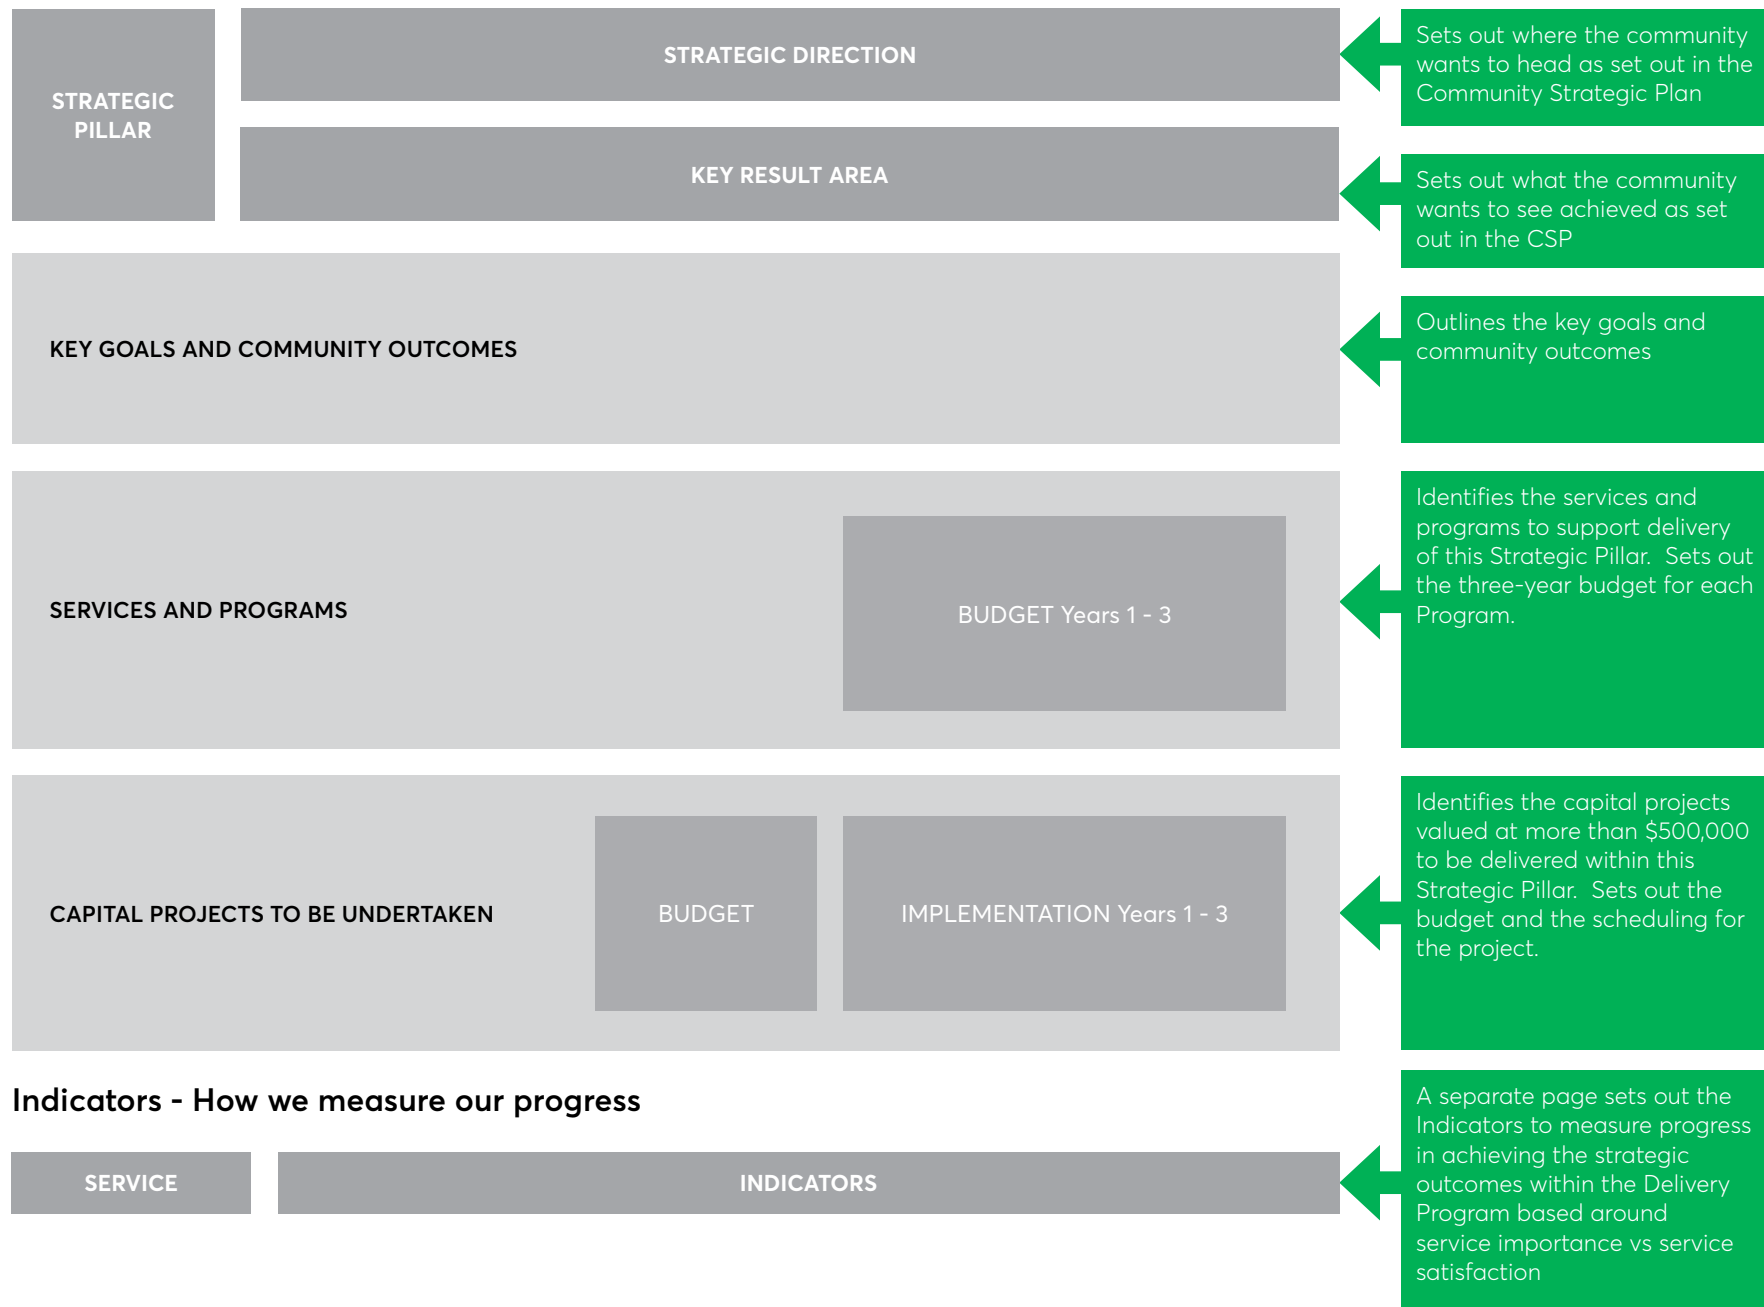 STRATEGIC
PILLAR
STRATEGIC DIRECTION
Sets out where the community
wants to head as set out in the
Community Strategic Plan
KEY RESULT AREA
Sets out what the community
wants to see achieved as set
out in the CSP
KEY GOALS AND COMMUNITY OUTCOMES
Outlines the key goals and
community outcomes
SERVICES AND PROGRAMS
BUDGET Years 1 - 3
Identifies the services and
programs to support delivery
of this Strategic Pillar.  Sets out
the three-year budget for each
Program.
CAPITAL PROJECTS TO BE UNDERTAKEN
BUDGET
IMPLEMENTATION Years 1 - 3
Identifies the capital projects
valued at more than $500,000
to be delivered within this
Strategic Pillar.  Sets out the
budget and the scheduling for
the project.
Indicators - How we measure our progress
SERVICE
INDICATORS
A separate page sets out the
Indicators to measure progress
in achieving the strategic
outcomes within the Delivery
Program based around
service importance vs service
satisfaction